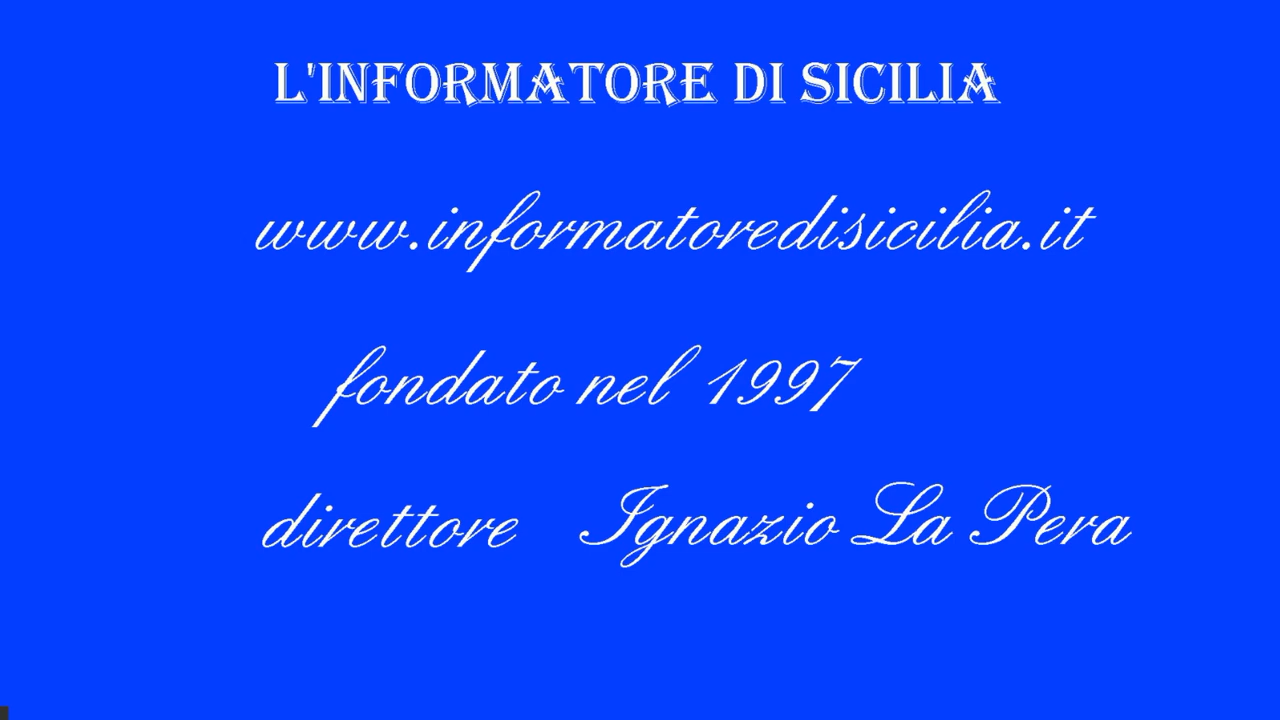 L'INFORMATORE DI SICILIA
www.informatoredisicilia.it
fondato nel 1997
direttore Ignazio La Pera